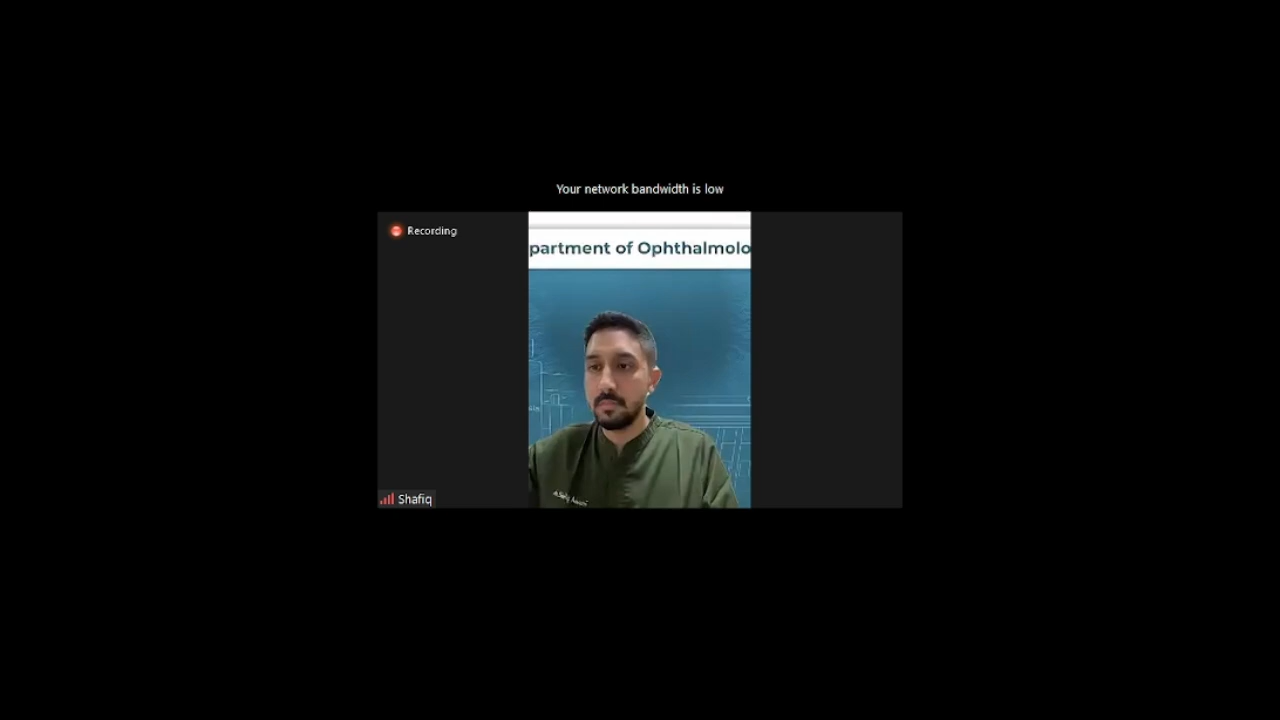 Your network bandwidth is low
Recording
partment of Ophthalmolo
Shafiq